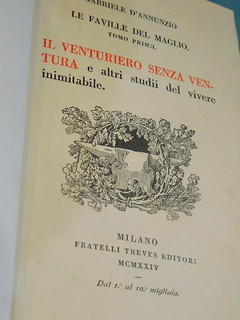 GABRIELE D'ANNUNZIO
LE FAVILLE DEL MAGLIO.
TOMO PRIMO.
IL VENTURIERO SENZA VEN-
TURA e altri studii del vivere
inimitabile.
MILANO
FRATELLI TREVES EDITORI
MCMXXIV
Dal 1.º al 10.º migliaio.